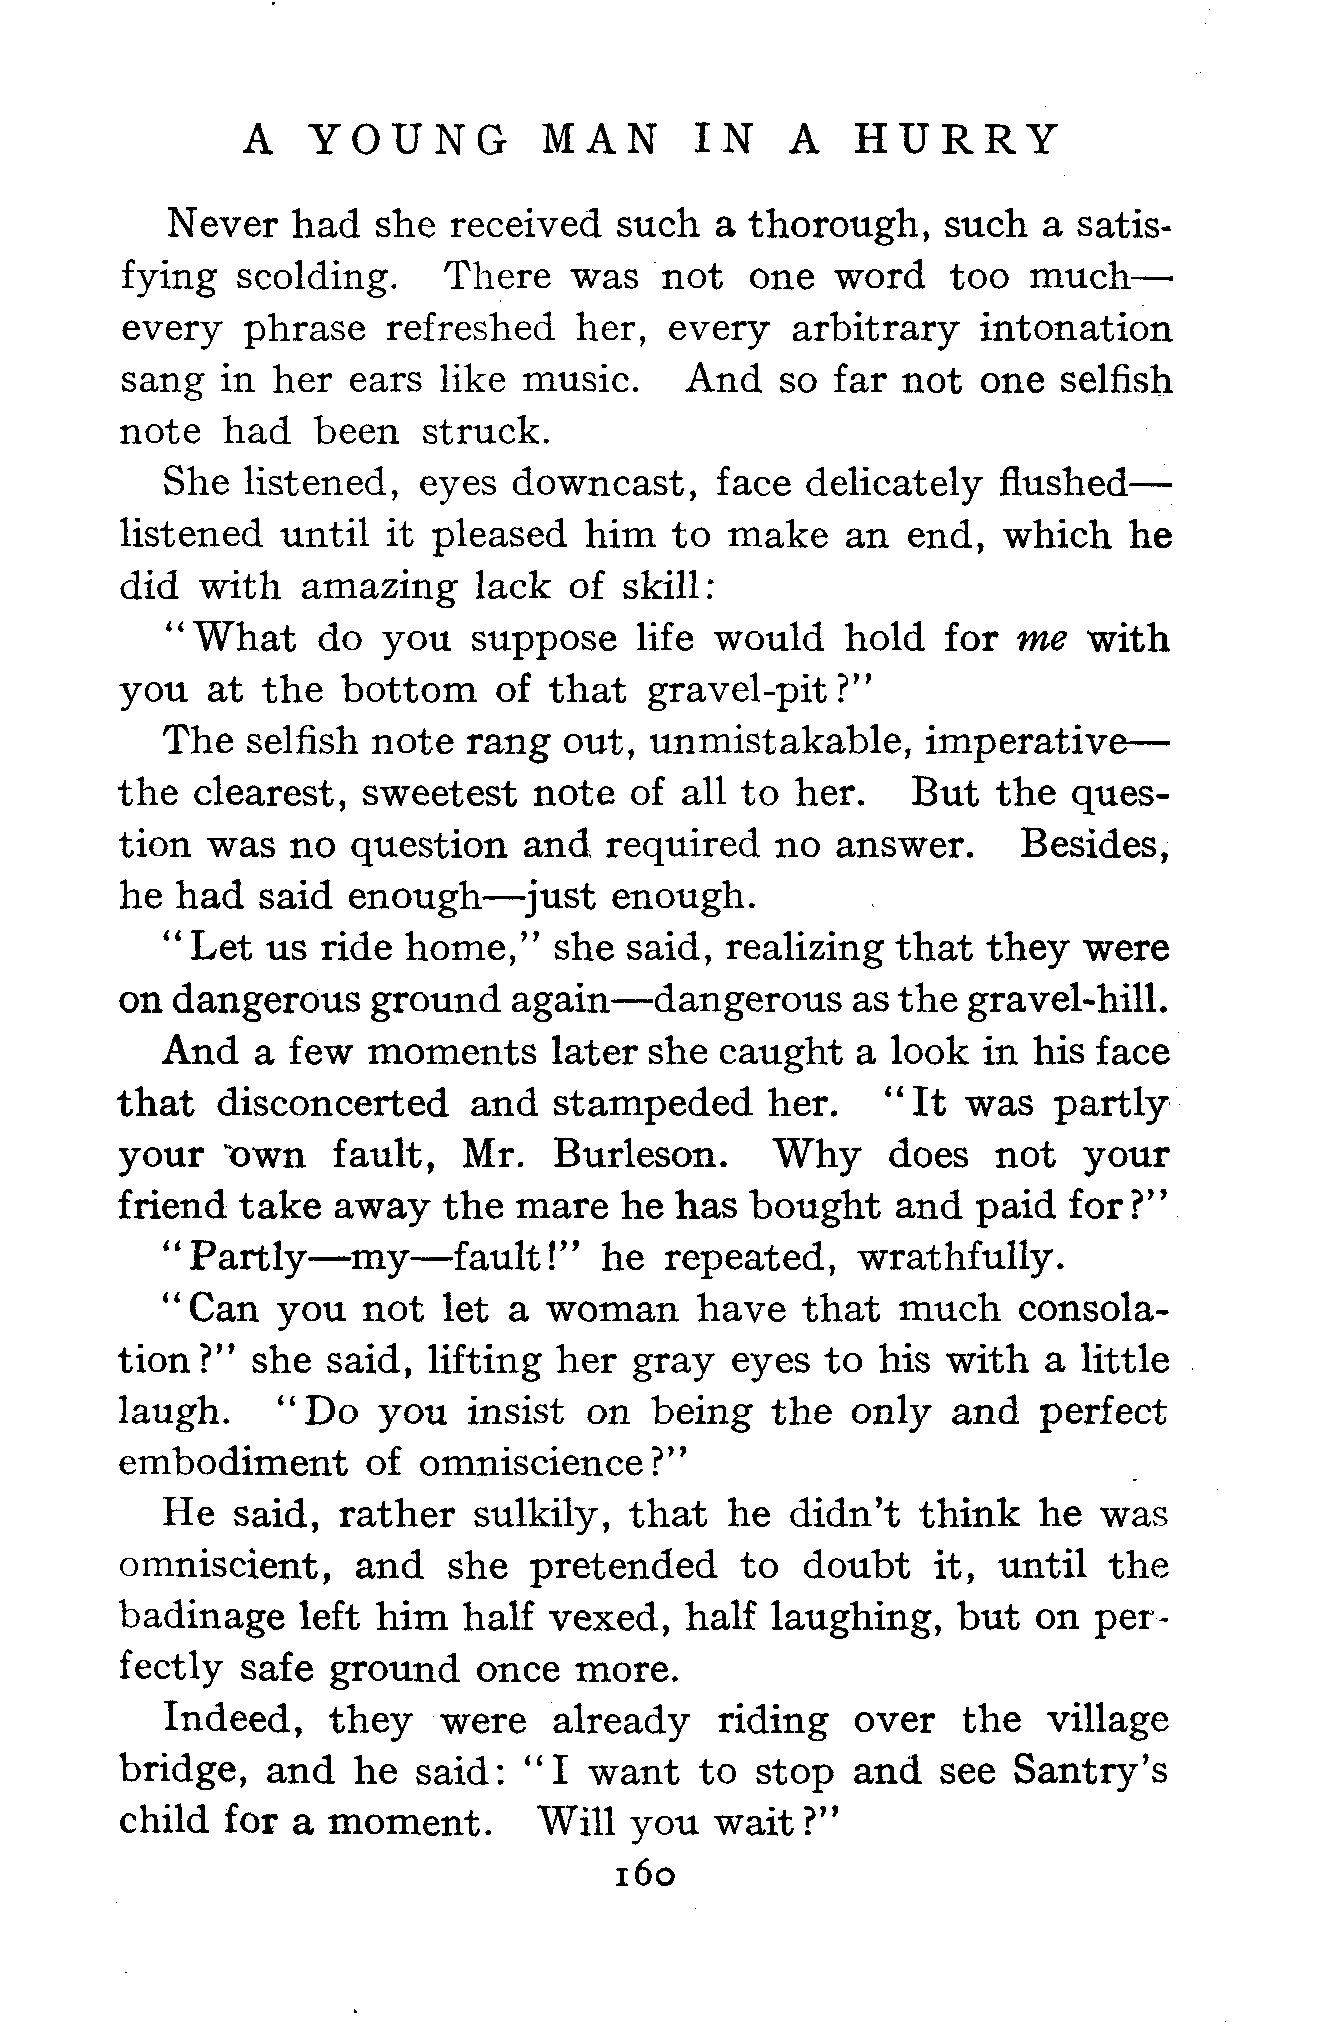 A YOUNG MAN IN A HURRY
Never had she received such a thorough, such a satis-
fying scolding. There was not one word too much—
every phrase refreshed her, every arbitrary intonation
sang in her ears like music. And so far not one selfish
note had been struck.
She listened, eyes downcast, face delicately flushed—
listened until it pleased him to make an end, which he
did with amazing lack of skill:
“What do you suppose life would hold for me with
you at the bottom of that gravel-pit?”
The selfish note rang out, unmistakable, imperative—
the clearest, sweetest note of all to her. But the ques-
tion was no question and required no answer. Besides,
he had said enough—just enough.
“Let us ride home,” she said, realizing that they were
on dangerous ground again—dangerous as the gravel-hill.
And a few moments later she caught a look in his face
that disconcerted and stampeded her. “It was partly
your own fault, Mr. Burleson. Why does not your
friend take away the mare he has bought and paid for?”
“Partly—my—fault!” he repeated, wrathfully.
“Can you not let a woman have that much consola-
tion?” she said, lifting her gray eyes to his with a little
laugh. “Do you insist on being the only and perfect
embodiment of omniscience?”
He said, rather sulkily, that he didn’t think he was
omniscient, and she pretended to doubt it, until the
badinage left him half vexed, half laughing, but on per-
fectly safe ground once more.
Indeed, they were already riding over the village
bridge, and he said: “I want to stop and see Santry’s
child for a moment. Will you wait?”
160